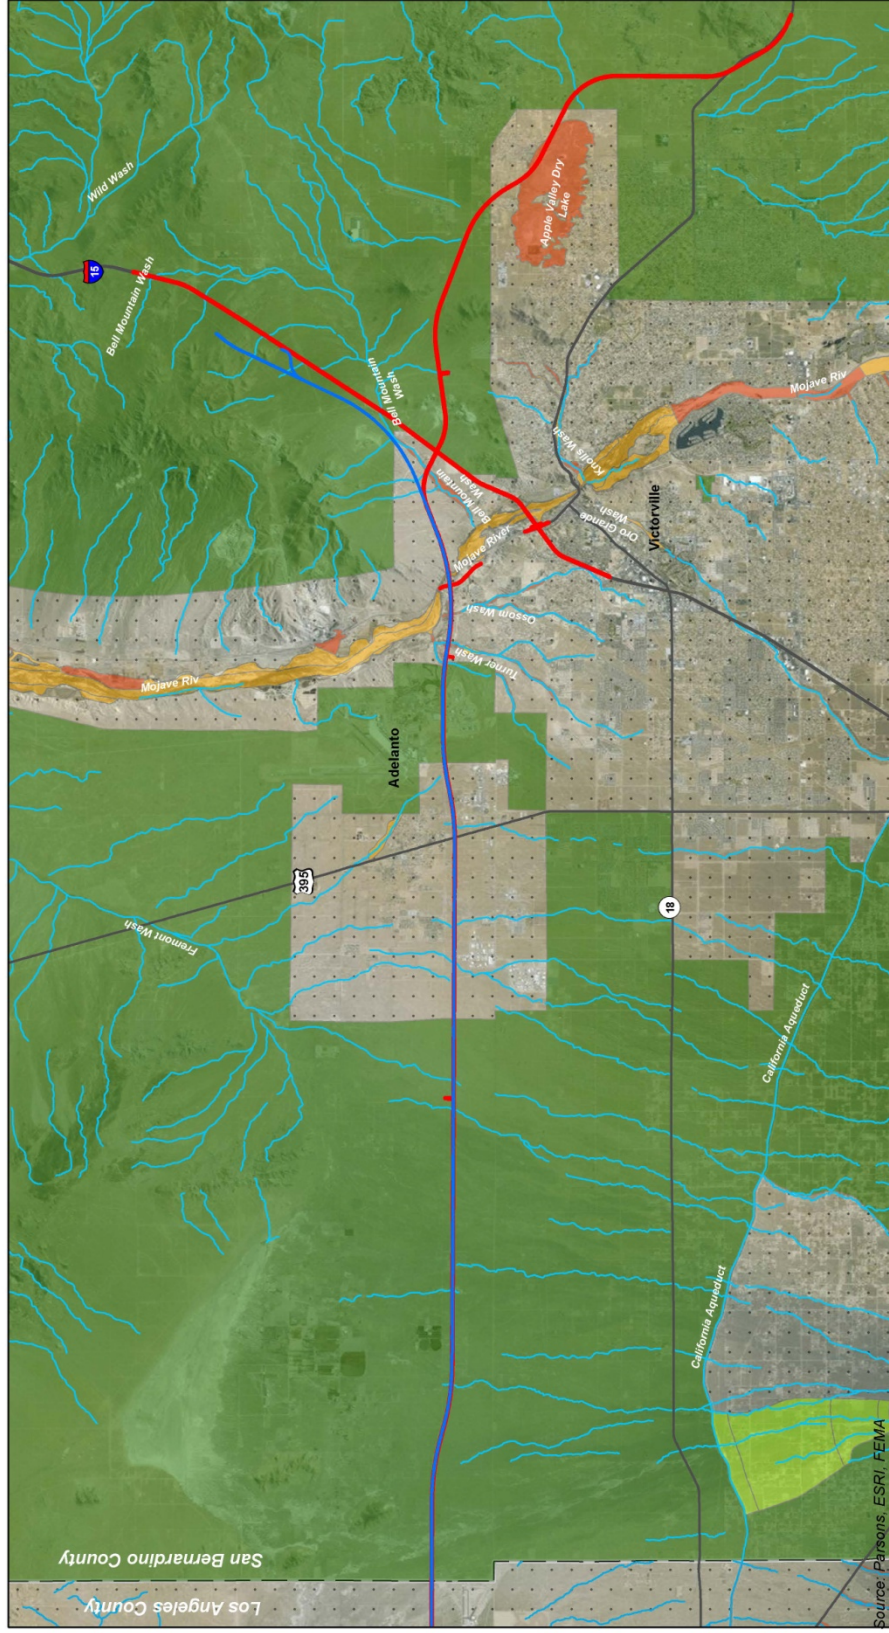 Wild Wash
15
Bell Mountain Wash
Apple Valley Dry
Lake
Bell Mountain
Wash
Mojave Riv
Bell Mountain
Wash
Knolls Wash
Mojave River
Oro Grande
Wash
Victorville
Ossom Wash
Turner Wash
Mojave Riv
Adelanto
395
18
Fremont Wash
California Aqueduct
California Aqueduct
San Bernardino County
Los Angeles County
Source: Parsons, ESRI, FEMA